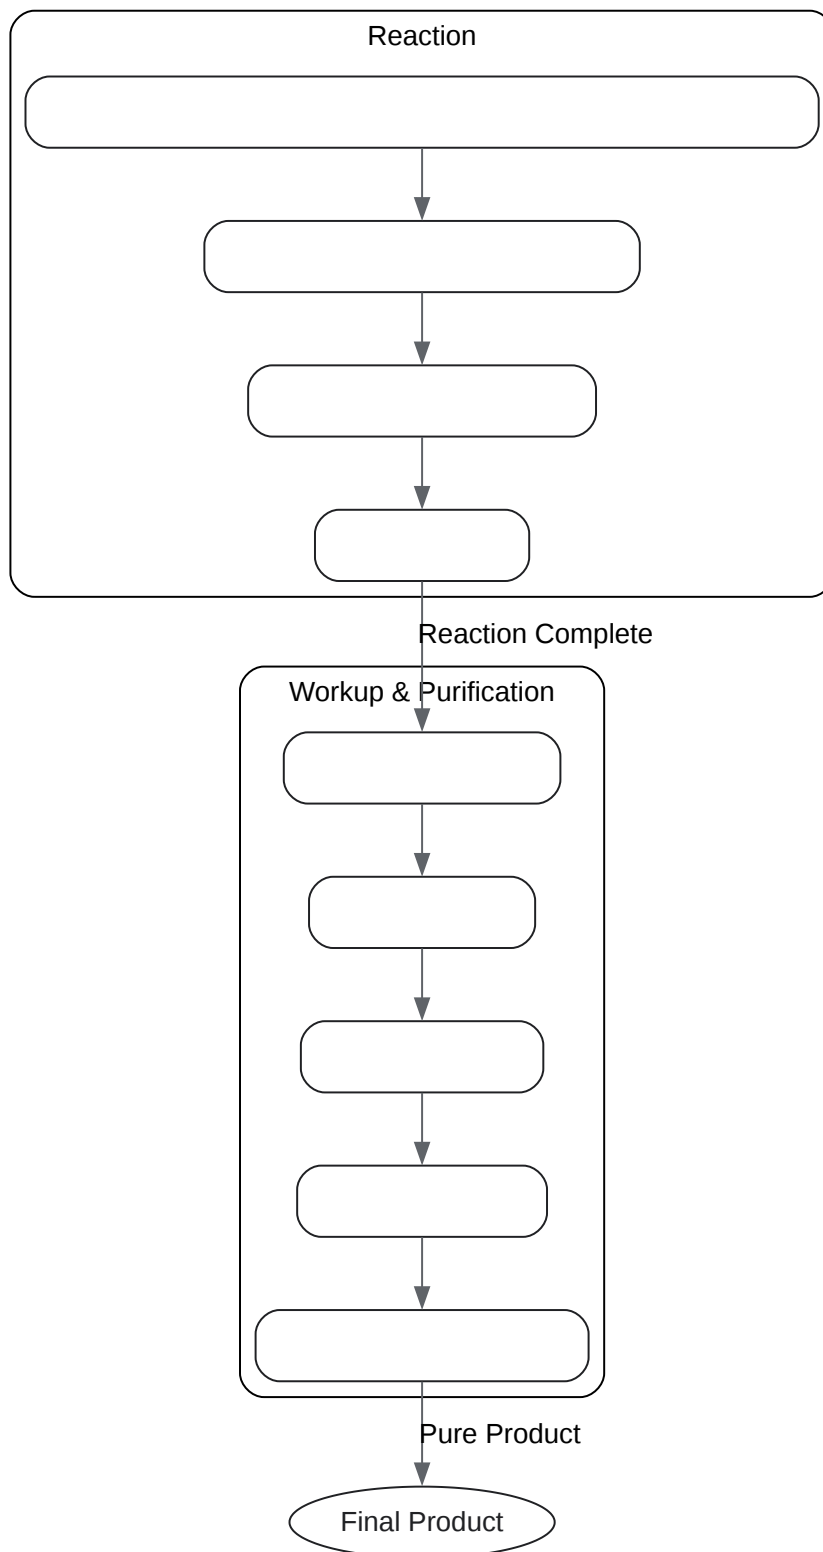 Reaction
Reaction Complete
Workup & Purification
Pure Product
Final Product